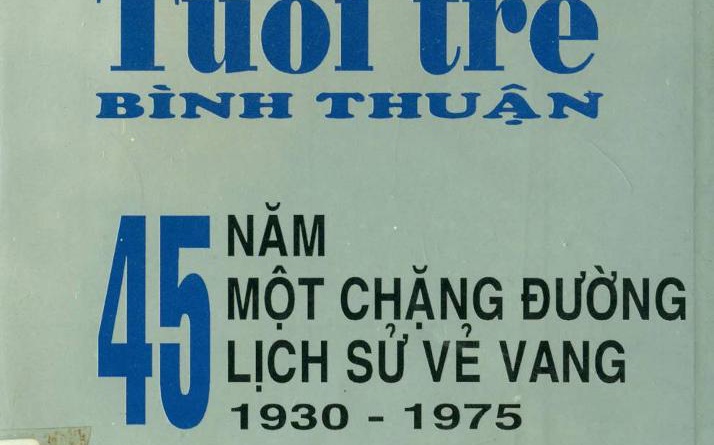 Tuổi trẻ
BÌNH THUẬN
45 NĂM
MỘT CHẶNG ĐƯỜNG
LỊCH SỬ VẺ VANG
1930 - 1975